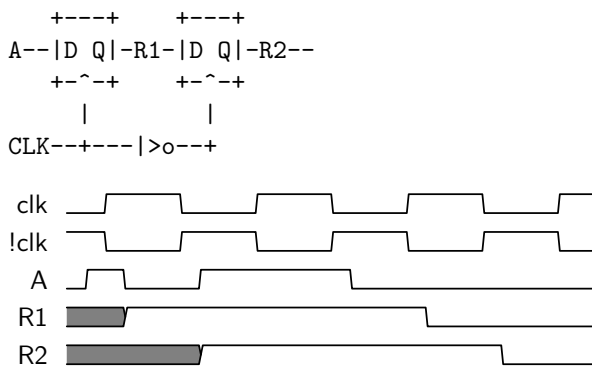 +---+      +---+
A--|D Q|-R1-|D Q|-R2--
+-^-+      +-^-+
|          |
CLK--+---|>o--+
clk
!clk
A
R1
R2